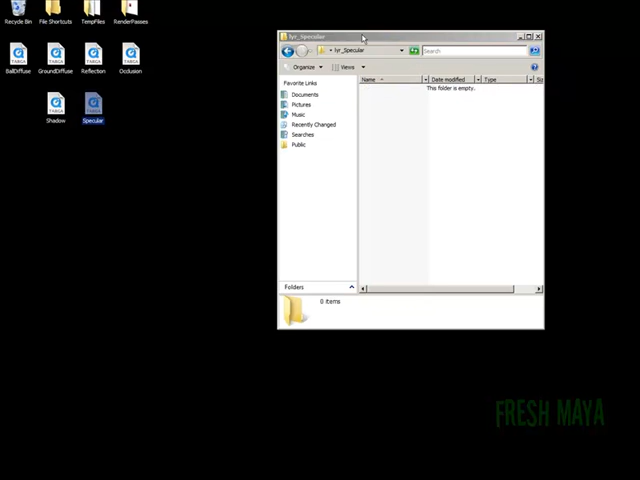 Recycle Bin
File Shortcuts
TempFiles
RenderPasses
BallDiffuse
GroundDiffuse
Reflection
Occlusion
Shadow
Specular
lyr_Specular
lyr_Specular
Search
Organize
Views
Favorite Links
Documents
Pictures
Music
Recently Changed
Searches
Public
Folders
Name
Date modified
Type
Siz
This folder is empty.
0 items
FRESH MAYA